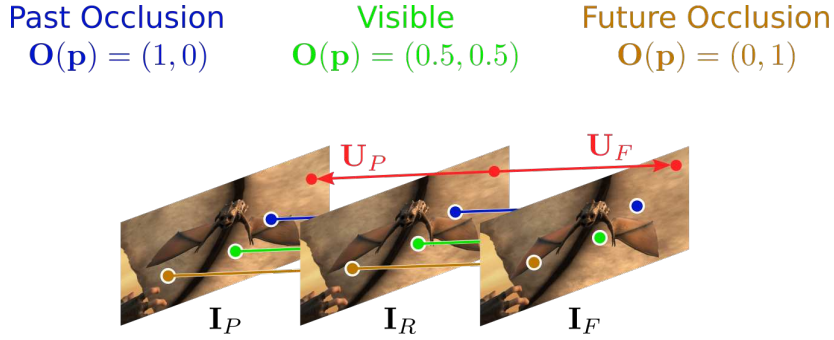 Past Occlusion Visible Future Occlusion
O(p) = (1, 0) O(p) = (0.5, 0.5) O(p) = (0, 1)
U_P U_F
I_P I_R I_F